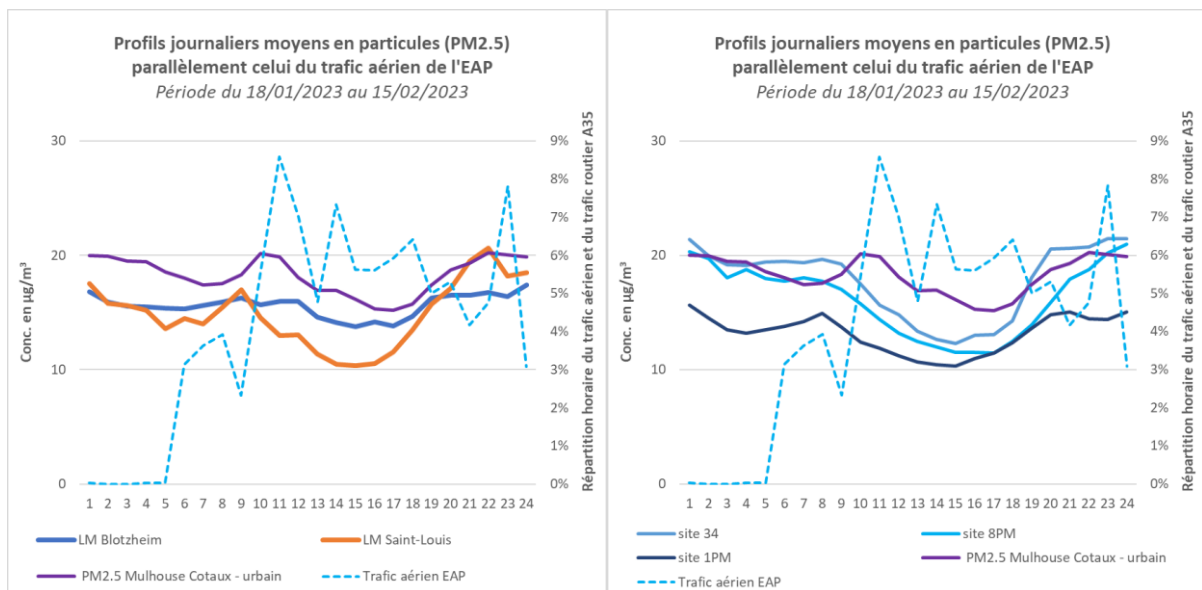 Profils journaliers moyens en particules (PM2.5)
parallèlement celui du trafic aérien de l'EAP
Période du 18/01/2023 au 15/02/2023
Conc. en µg/m³
30
20
10
0
9%
8%
7%
6%
5%
4%
3%
2%
1%
0%
Répartition horaire du trafic aérien et du trafic routier A35
1 2 3 4 5 6 7 8 9 10 11 12 13 14 15 16 17 18 19 20 21 22 23 24
LM Blotzheim LM Saint-Louis
PM2.5 Mulhouse Cotaux - urbain Trafic aérien EAP
Profils journaliers moyens en particules (PM2.5)
parallèlement celui du trafic aérien de l'EAP
Période du 18/01/2023 au 15/02/2023
Conc. en µg/m³
30
20
10
0
9%
8%
7%
6%
5%
4%
3%
2%
1%
0%
Répartition horaire du trafic aérien et du trafic routier A35
1 2 3 4 5 6 7 8 9 10 11 12 13 14 15 16 17 18 19 20 21 22 23 24
site 34 site 8PM
site 1PM PM2.5 Mulhouse Cotaux - urbain
Trafic aérien EAP